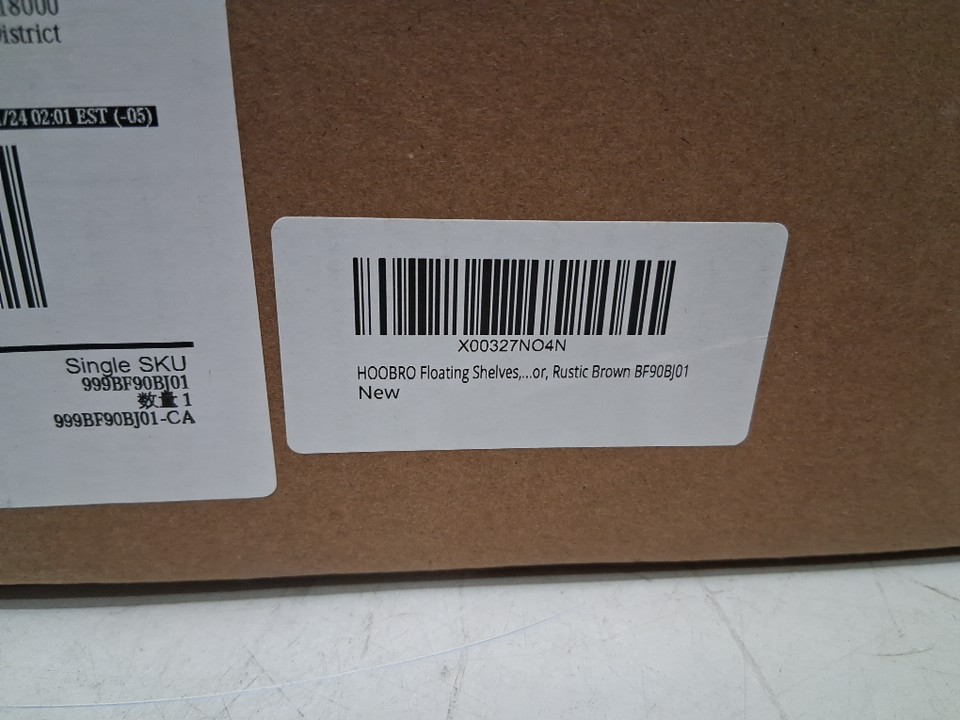 18000
District
/24 02:01 EST (-05)
Single SKU
999BF90BJ01
数量 1
999BF90BJ01-CA
X00327NO4N
HOOBRO Floating Shelves,...or, Rustic Brown BF90BJ01
New